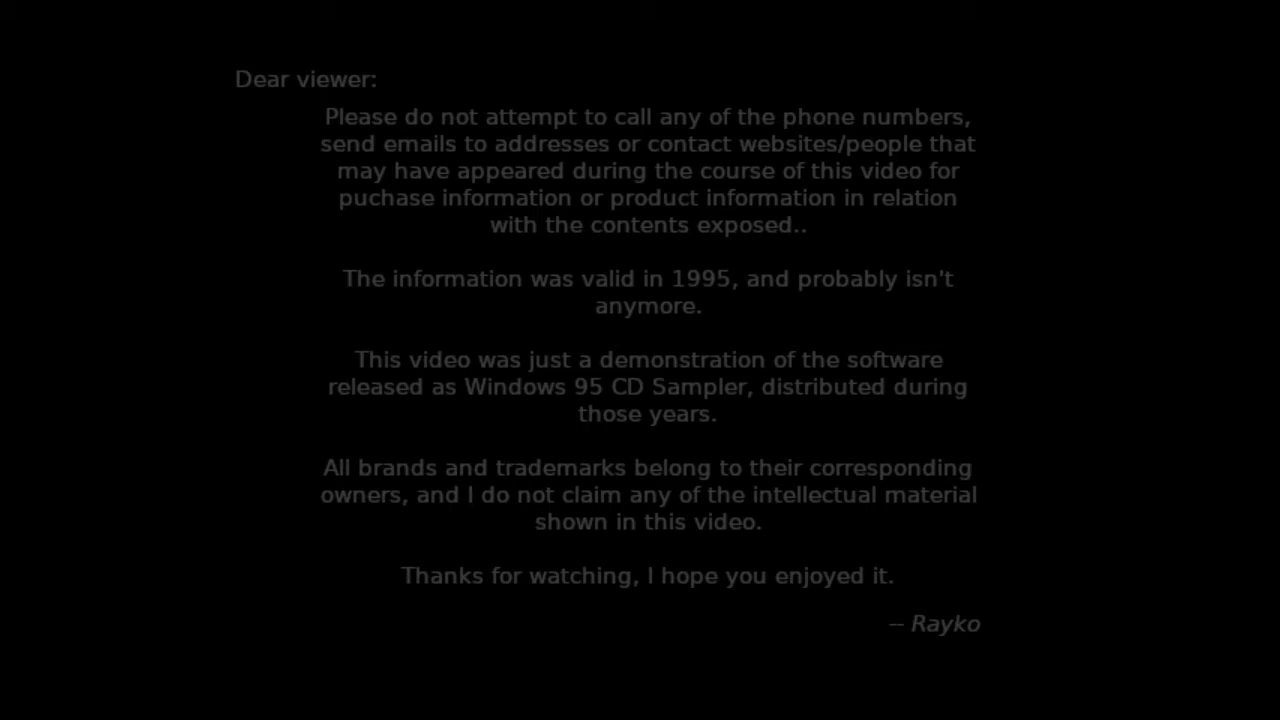 Dear viewer:
Please do not attempt to call any of the phone numbers,
send emails to addresses or contact websites/people that
may have appeared during the course of this video for
puchase information or product information in relation
with the contents exposed..
The information was valid in 1995, and probably isn't
anymore.
This video was just a demonstration of the software
released as Windows 95 CD Sampler, distributed during
those years.
All brands and trademarks belong to their corresponding
owners, and I do not claim any of the intellectual material
shown in this video.
Thanks for watching, I hope you enjoyed it.
-- Rayko